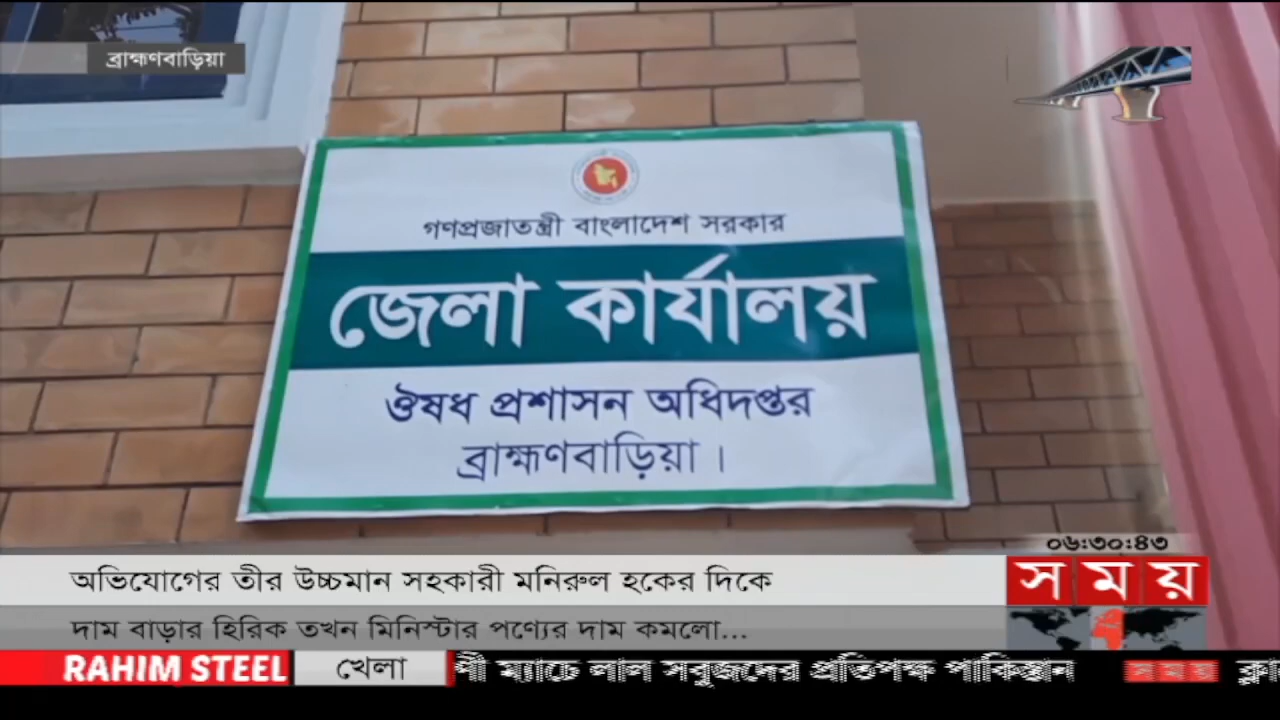 ব্রাহ্মণবাড়িয়া
গণপ্রজাতন্ত্রী বাংলাদেশ সরকার
জেলা কার্যালয়
ঔষধ প্রশাসন অধিদপ্তর
ব্রাহ্মণবাড়িয়া ।
০৬:৩০:৪৩
সময়
অভিযোগের তীর উচ্চমান সহকারী মনিরুল হকের দিকে
দাম বাড়ার হিরিক তখন মিনিস্টার পণ্যের দাম কমলো...
RAHIM STEEL খেলা ম্যাচে লাল সবুজদের প্রতিপক্ষ পাকিস্তান সময়